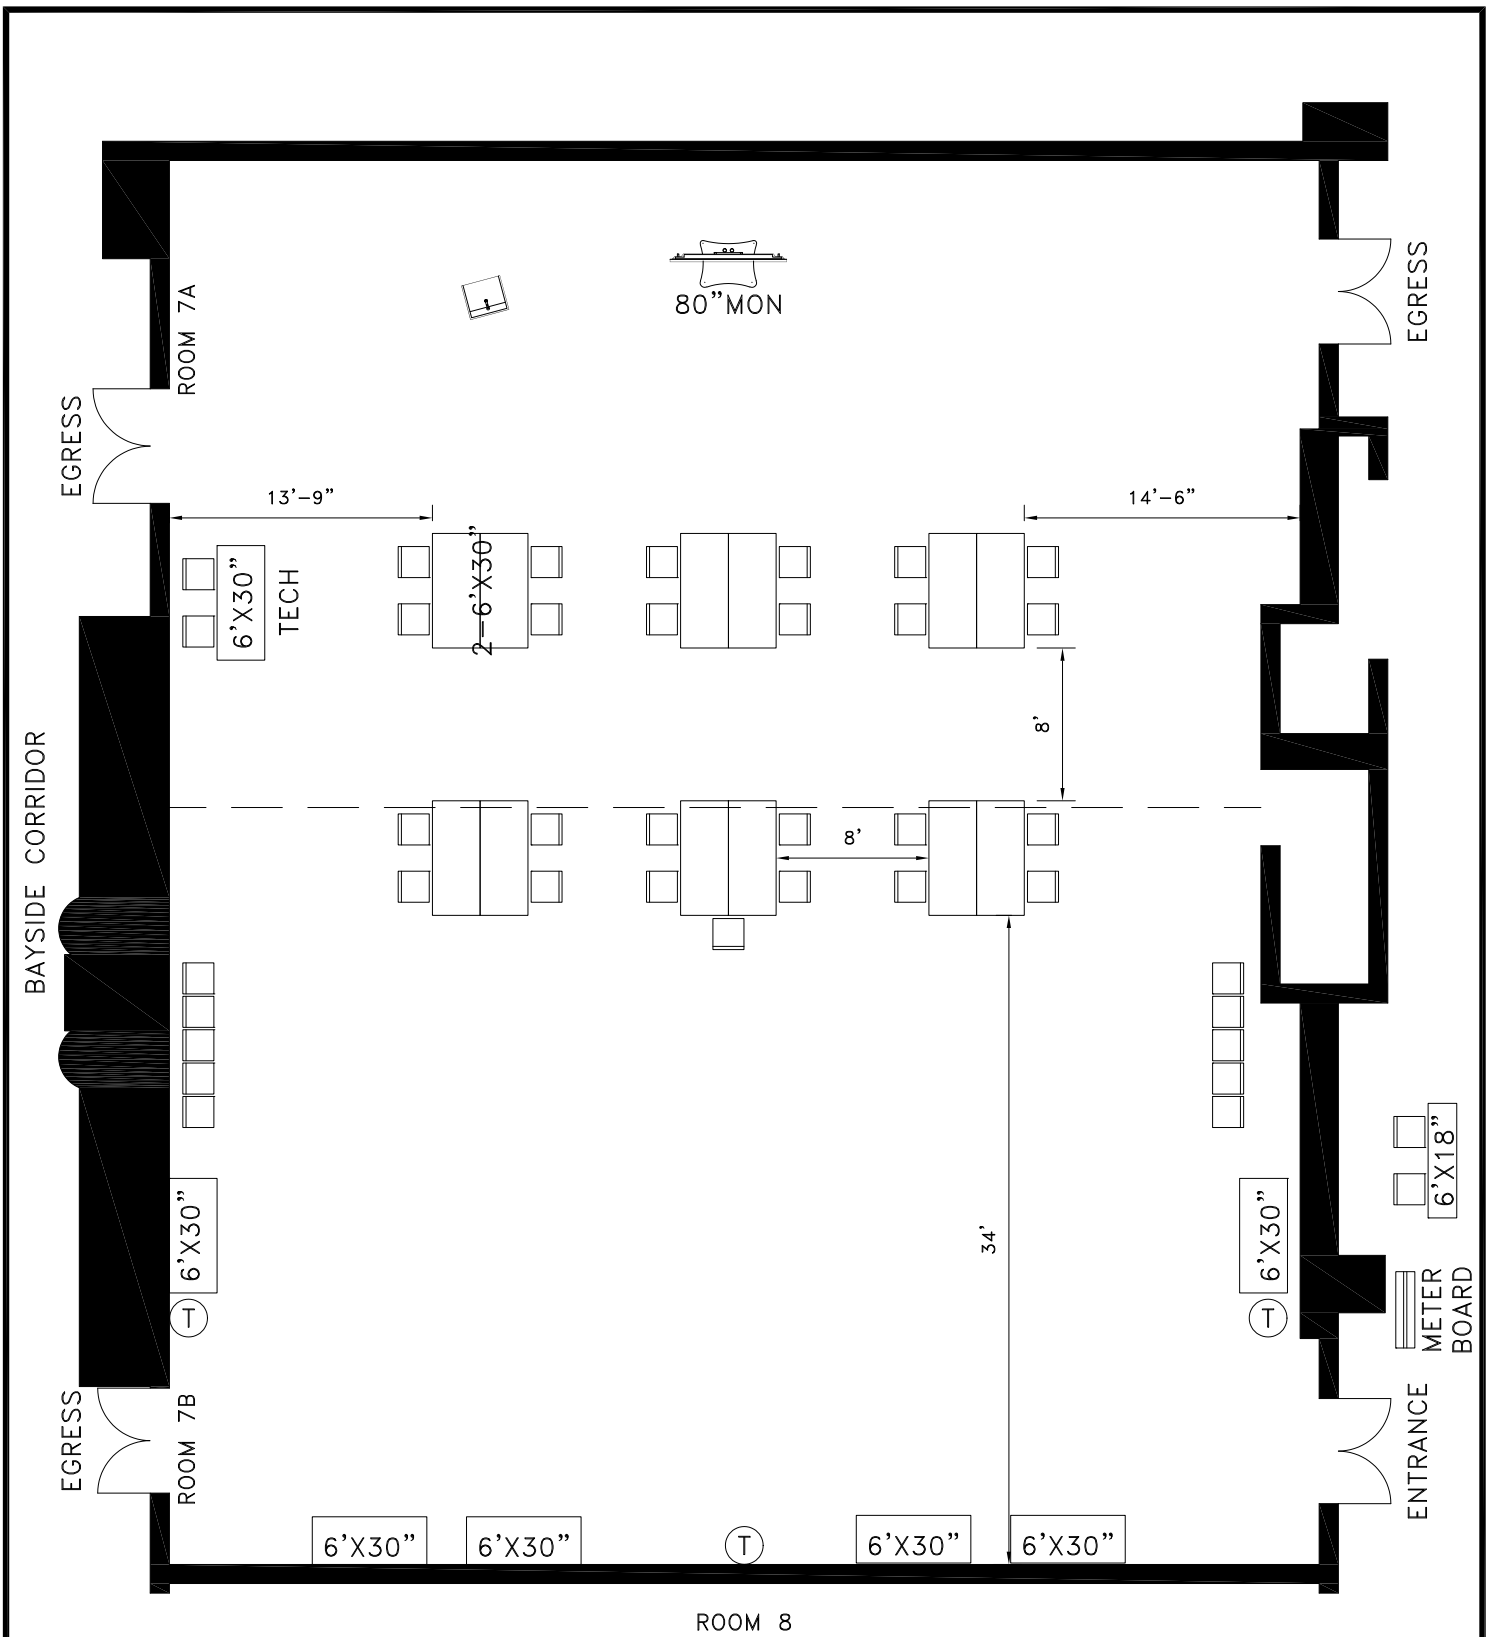 80”MON
ROOM 7A
EGRESS
EGRESS
13’-9”
14’-6”
6’X30”
TECH
2-6’X30”
8’
BAYSIDE CORRIDOR
8’
6’X18”
6’X30”
6’X30”
34’
T
T
METER
BOARD
EGRESS
ROOM 7B
ENTRANCE
6’X30”
6’X30”
T
6’X30”
6’X30”
ROOM 8